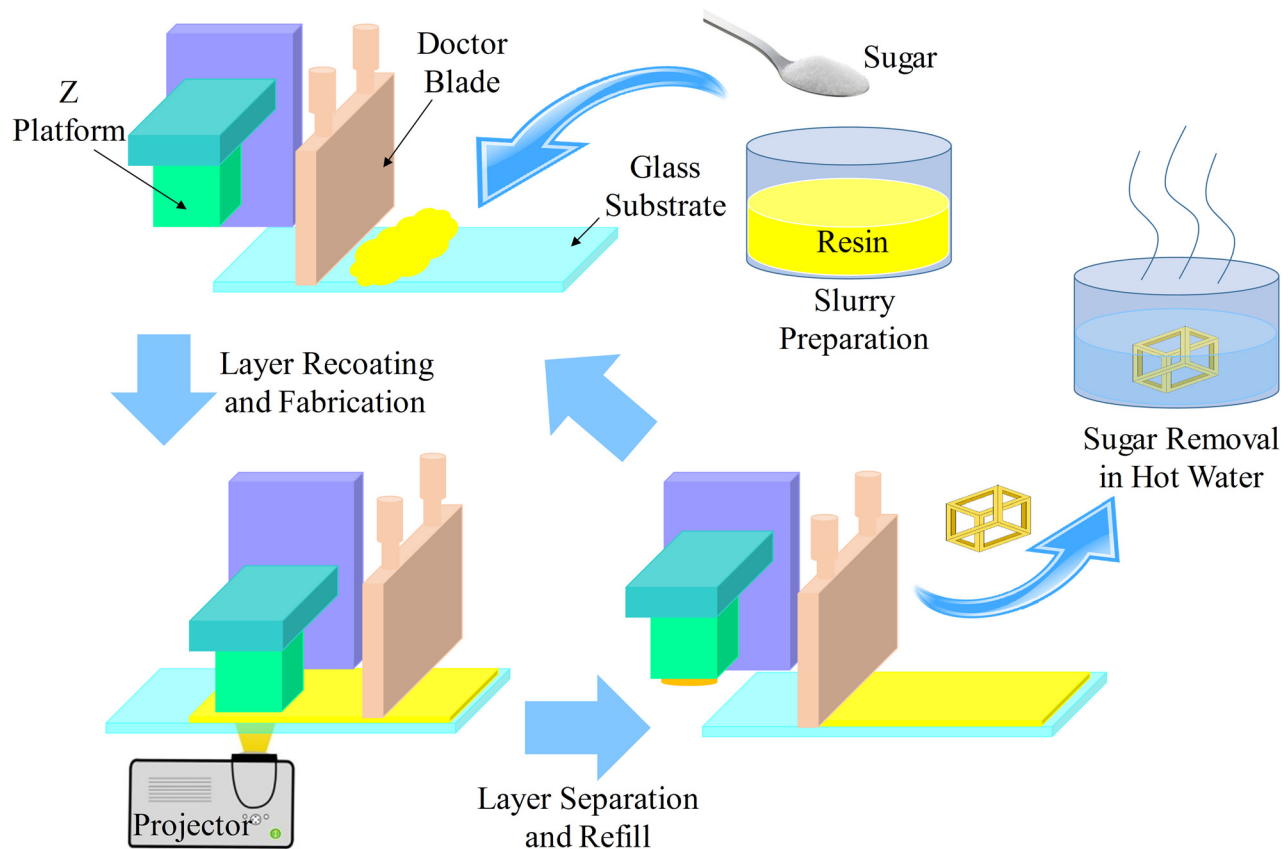 Z
Platform
Doctor
Blade
Sugar
Glass
Substrate
Resin
Slurry
Preparation
Layer Recoating
and Fabrication
Sugar Removal
in Hot Water
Projector
Layer Separation
and Refill